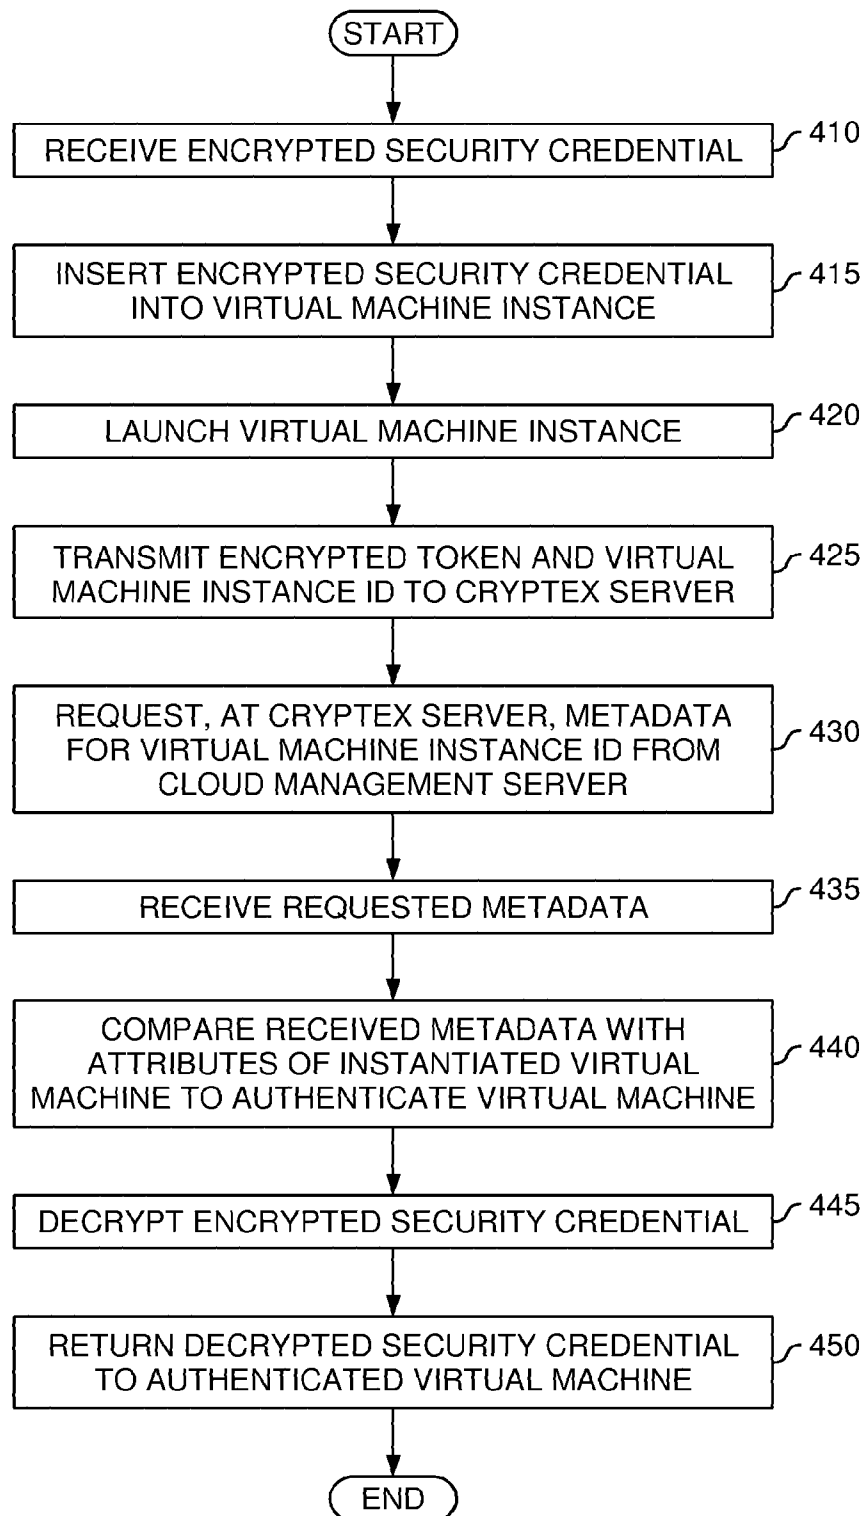 START
RECEIVE ENCRYPTED SECURITY CREDENTIAL
410
INSERT ENCRYPTED SECURITY CREDENTIAL
INTO VIRTUAL MACHINE INSTANCE
415
LAUNCH VIRTUAL MACHINE INSTANCE
420
TRANSMIT ENCRYPTED TOKEN AND VIRTUAL
MACHINE INSTANCE ID TO CRYPTEX SERVER
425
REQUEST, AT CRYPTEX SERVER, METADATA
FOR VIRTUAL MACHINE INSTANCE ID FROM
CLOUD MANAGEMENT SERVER
430
RECEIVE REQUESTED METADATA
435
COMPARE RECEIVED METADATA WITH
ATTRIBUTES OF INSTANTIATED VIRTUAL
MACHINE TO AUTHENTICATE VIRTUAL MACHINE
440
DECRYPT ENCRYPTED SECURITY CREDENTIAL
445
RETURN DECRYPTED SECURITY CREDENTIAL
TO AUTHENTICATED VIRTUAL MACHINE
450
END